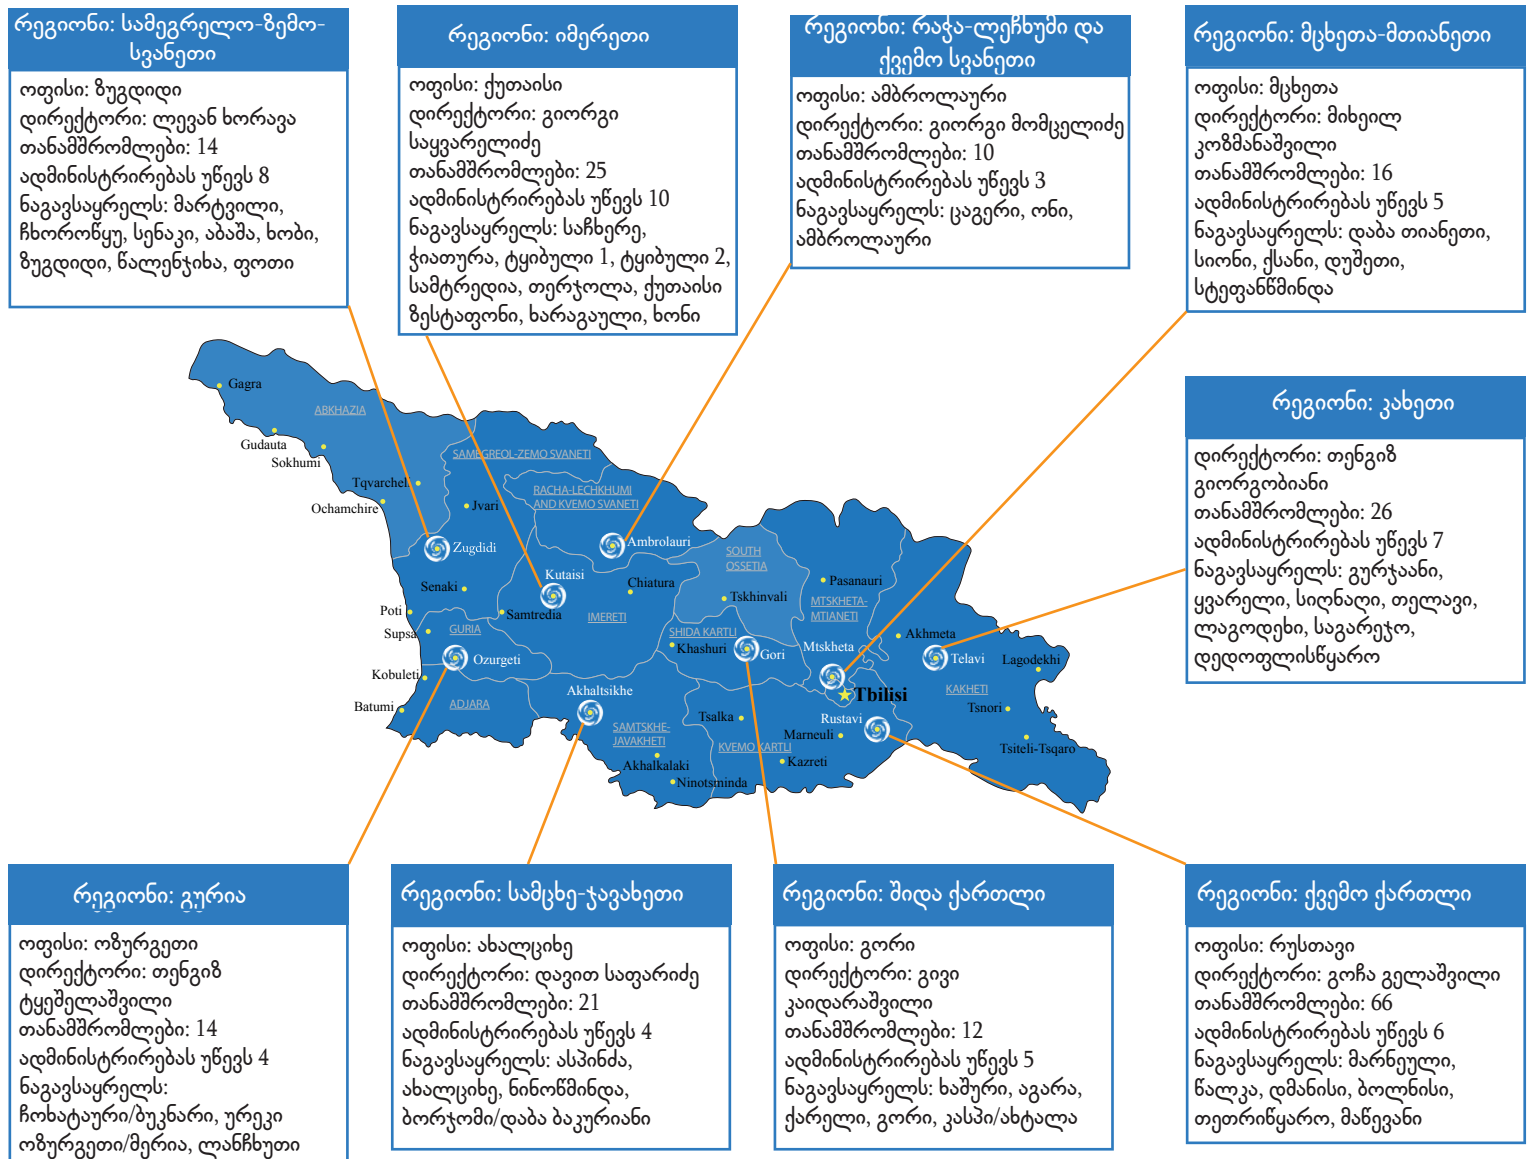 რეგიონი: სამეგრელო-ზემო-
სვანეთი
ოფისი: ზუგდიდი
დირექტორი: ლევან ხორავა
თანამშრომლები: 14
ადმინისტრირებას უწევს 8
ნაგავსაყრელს: მარტვილი,
ჩხოროწყუ, სენაკი, აბაშა, ხობი,
ზუგდიდი, წალენჯიხა, ფოთი
რეგიონი: იმერეთი
ოფისი: ქუთაისი
დირექტორი: გიორგი
საყვარელიძე
თანამშრომლები: 25
ადმინისტრირებას უწევს 10
ნაგავსაყრელს: საჩხერე,
ჭიათურა, ტყიბული 1, ტყიბული 2,
სამტრედია, თერჯოლა, ქუთაისი
ზესტაფონი, ხარაგაული, ხონი
რეგიონი: რაჭა-ლეჩხუმი და
ქვემო სვანეთი
ოფისი: ამბროლაური
დირექტორი: გიორგი მომცელიძე
თანამშრომლები: 10
ადმინისტრირებას უწევს 3
ნაგავსაყრელს: ცაგერი, ონი,
ამბროლაური
რეგიონი: მცხეთა-მთიანეთი
ოფისი: მცხეთა
დირექტორი: მიხეილ
კოზმანაშვილი
თანამშრომლები: 16
ადმინისტრირებას უწევს 5
ნაგავსაყრელს: დაბა თიანეთი,
სიონი, ქსანი, დუშეთი,
სტეფანწმინდა
რეგიონი: კახეთი
დირექტორი: თენგიზ
გიორგობიანი
თანამშრომლები: 26
ადმინისტრირებას უწევს 7
ნაგავსაყრელს: გურჯაანი,
ყვარელი, სიღნაღი, თელავი,
ლაგოდეხი, საგარეჯო,
დედოფლისწყარო
Gagra
ABKHAZIA
Gudauta
Sokhumi
SAMEGREOL-ZEMO SVANETI
Tqvarcheli
Ochamchire
Jvari
RACHA-LECHKHUMI
AND KVEMO SVANETI
Zugdidi
Ambrolauri
SOUTH
OSSETIA
Kutaisi
Chiatura
Senaki
Tskhinvali
Pasanauri
MTSKHETA-
MTIANETI
Poti
Samtredia
IMERETI
Supsa
GURIA
SHIDA KARTLI
Khashuri
Gori
Mtskheta
Akhmeta
Ozurgeti
Telavi
Lagodekhi
Kobuleti
Akhaltsikhe
Tbilisi
KAKHETI
Batumi
ADJARA
Tsalka
Rustavi
Tsnori
SAMTSKHE-
JAVAKHETI
KVEMO KARTLI
Marneuli
Tsiteli-Tsqaro
Akhalkalaki
Kazreti
Ninotsminda
რეგიონი: გურია
ოფისი: ოზურგეთი
დირექტორი: თენგიზ
ტყეშელაშვილი
თანამშრომლები: 14
ადმინისტრირებას უწევს 4
ნაგავსაყრელს:
ჩოხატაური/ბუკნარი, ურეკი
ოზურგეთი/მერია, ლანჩხუთი
რეგიონი: სამცხე-ჯავახეთი
ოფისი: ახალციხე
დირექტორი: დავით საფარიძე
თანამშრომლები: 21
ადმინისტრირებას უწევს 4
ნაგავსაყრელს: ასპინძა,
ახალციხე, ნინოწმინდა,
ბორჯომი/დაბა ბაკურიანი
რეგიონი: შიდა ქართლი
ოფისი: გორი
დირექტორი: გივი
კაიდარაშვილი
თანამშრომლები: 12
ადმინისტრირებას უწევს 5
ნაგავსაყრელს: ხაშური, აგარა,
ქარელი, გორი, კასპი/ახტალა
რეგიონი: ქვემო ქართლი
ოფისი: რუსთავი
დირექტორი: გოჩა გელაშვილი
თანამშრომლები: 66
ადმინისტრირებას უწევს 6
ნაგავსაყრელს: მარნეული,
წალკა, დმანისი, ბოლნისი,
თეთრიწყარო, მაწევანი